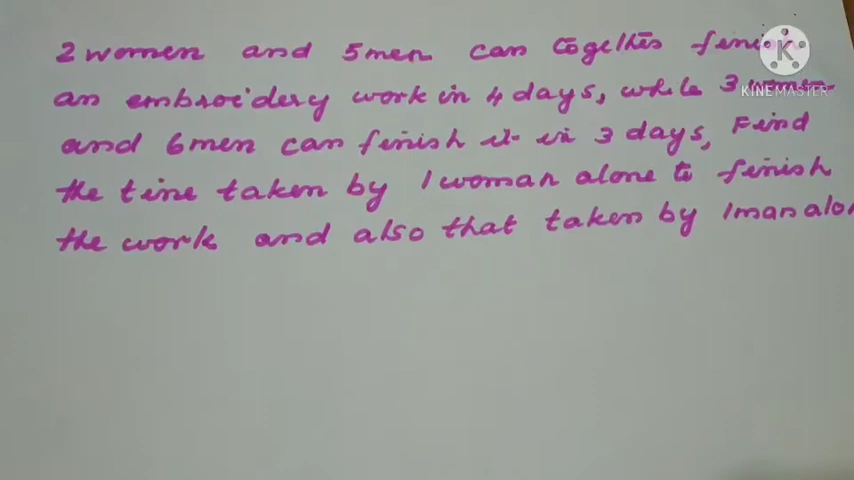 2 women and 5 men can together finish
an embroidery work in 4 days, while 3 women
and 6 men can finish it in 3 days, Find
the time taken by 1 woman alone to finish
the work and also that taken by 1 man alon
KINEMASTER